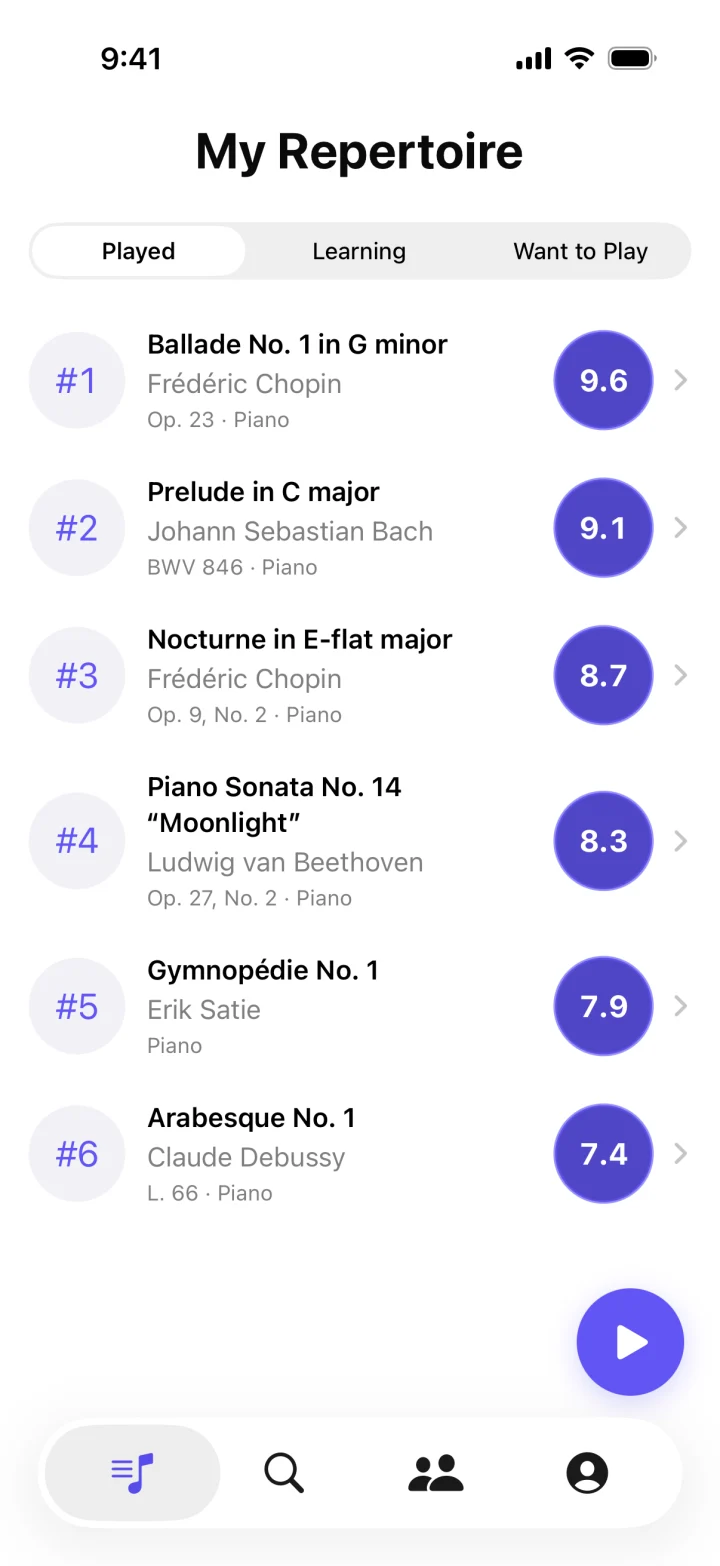 9:41
My Repertoire
Played
Learning
Want to Play
#1
Ballade No. 1 in G minor
Frédéric Chopin
Op. 23 · Piano
9.6
#2
Prelude in C major
Johann Sebastian Bach
BWV 846 · Piano
9.1
#3
Nocturne in E-flat major
Frédéric Chopin
Op. 9, No. 2 · Piano
8.7
#4
Piano Sonata No. 14
“Moonlight”
Ludwig van Beethoven
Op. 27, No. 2 · Piano
8.3
#5
Gymnopédie No. 1
Erik Satie
Piano
7.9
#6
Arabesque No. 1
Claude Debussy
L. 66 · Piano
7.4